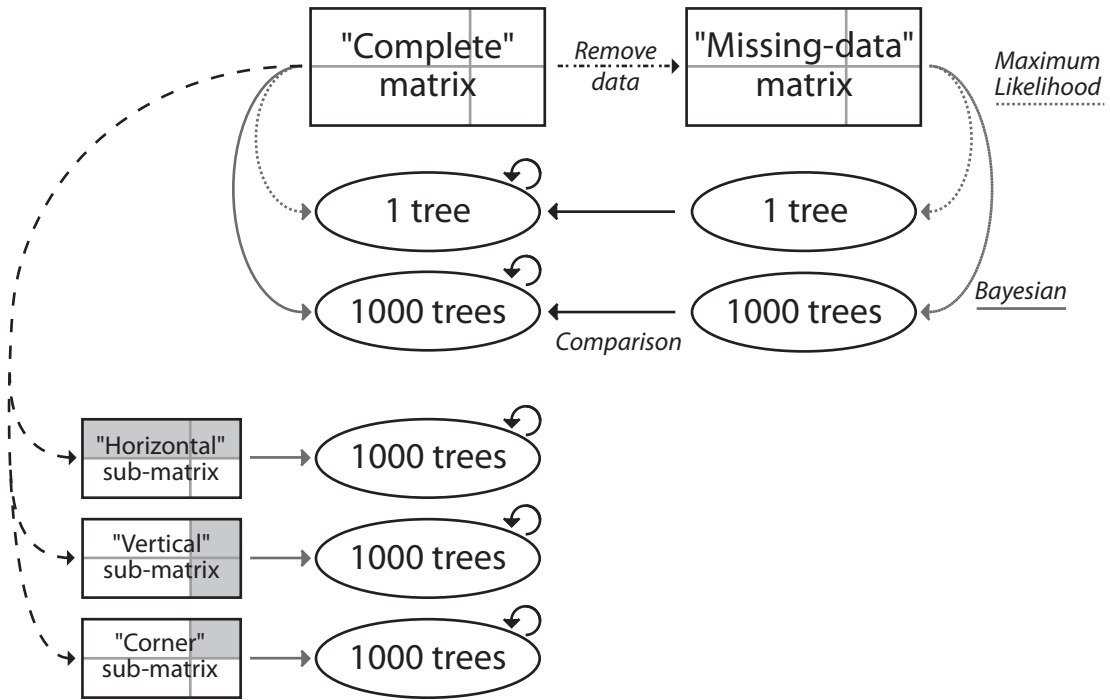 "Complete"
matrix
Remove
data
"Missing-data"
matrix
Maximum
Likelihood
1 tree
1 tree
1000 trees
1000 trees
Comparison
Bayesian
"Horizontal"
sub-matrix
1000 trees
"Vertical"
sub-matrix
1000 trees
"Corner"
sub-matrix
1000 trees